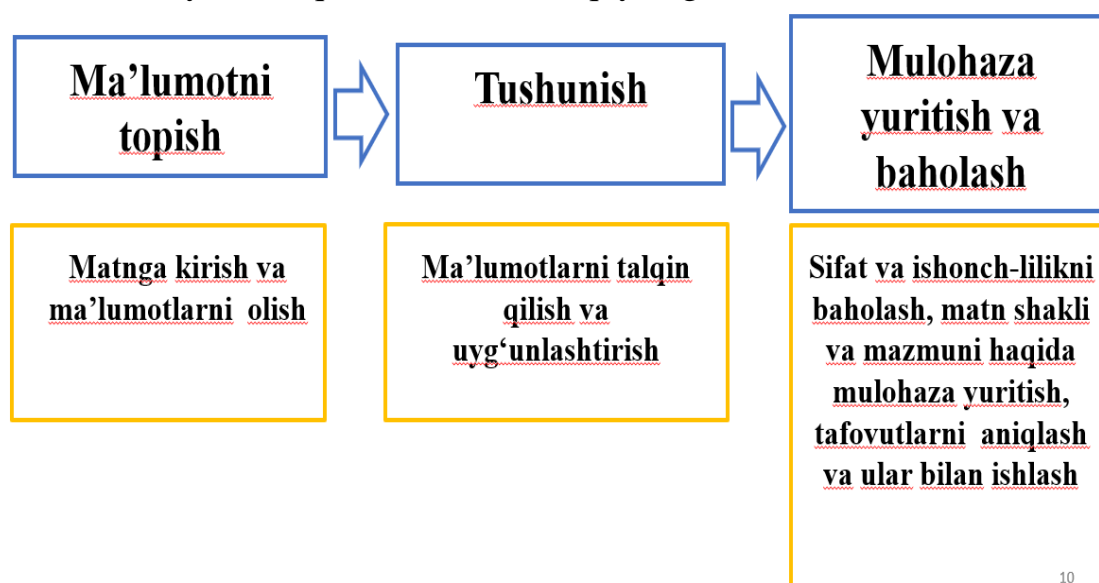 Ma’lumotni
topish
Tushunish
Mulohaza
yuritish va
baholash
Matnga kirish va
ma’lumotlarni olish
Ma’lumotlarni talqin
qilish va
uyg‘unlashtirish
Sifat va ishonch-lilikni
baholash, matn shakli
va mazmuni haqida
mulohaza yuritish,
tafovutlarni aniqlash
va ular bilan ishlash
10